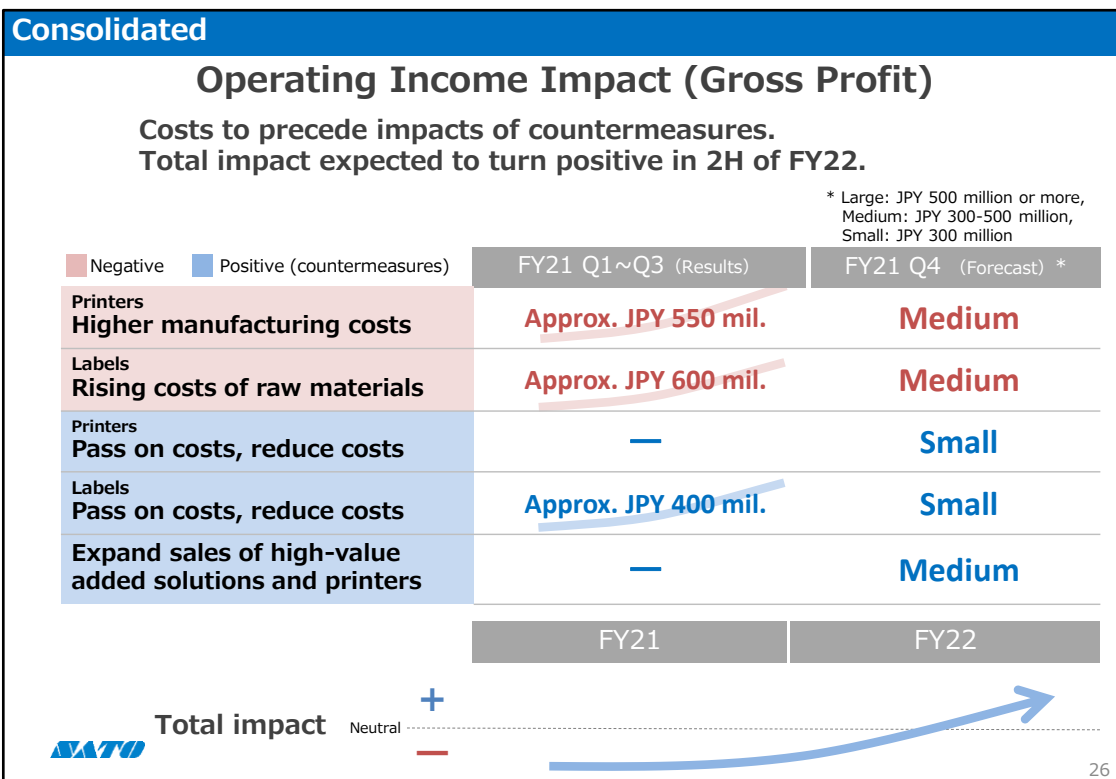 Consolidated
Operating Income Impact (Gross Profit)
Costs to precede impacts of countermeasures.
Total impact expected to turn positive in 2H of FY22.
* Large: JPY 500 million or more,
Medium: JPY 300-500 million,
Small: JPY 300 million
Negative Positive (countermeasures) FY21 Q1~Q3 (Results) FY21 Q4 (Forecast) *
Printers
Higher manufacturing costs Approx. JPY 550 mil. Medium
Labels
Rising costs of raw materials Approx. JPY 600 mil. Medium
Printers
Pass on costs, reduce costs — Small
Labels
Pass on costs, reduce costs Approx. JPY 400 mil. Small
Expand sales of high-value
added solutions and printers — Medium
FY21 FY22
+
Total impact Neutral
—
SATO
26